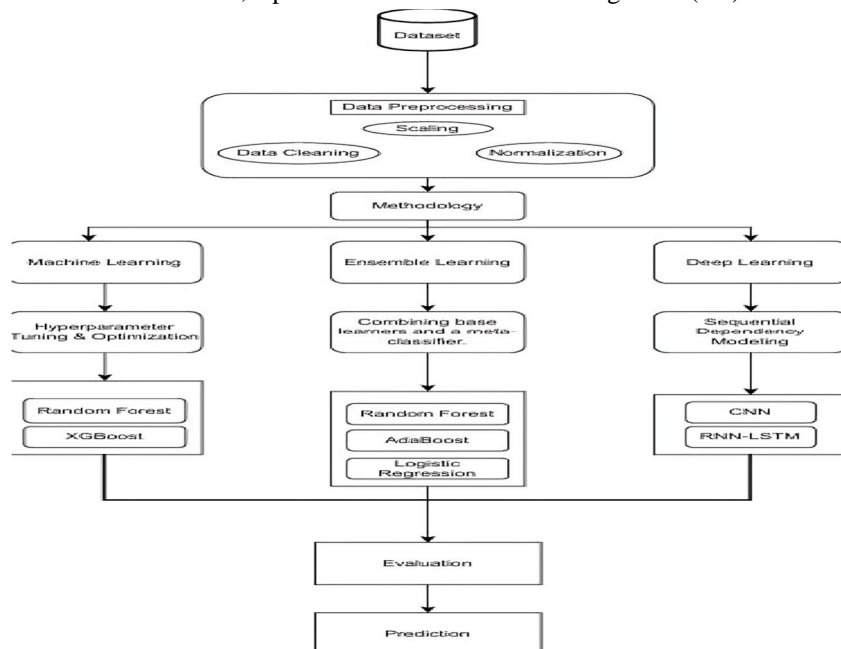 Dataset
Data Preprocessing
Scaling
Data Cleaning
Normalization
Methodology
Machine Learning
Ensemble Learning
Deep Learning
Hyperparameter
Tuning & Optimization
Combining base
learners and a meta-
classifier.
Sequential
Dependency
Modeling
Random Forest
XGBoost
Random Forest
AdaBoost
Logistic
Regression
CNN
RNN-LSTM
Evaluation
Prediction